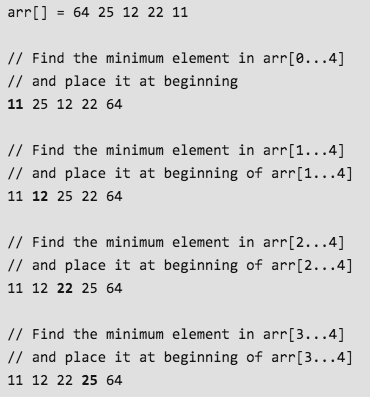 arr[] = 64 25 12 22 11
// Find the minimum element in arr[0...4]
// and place it at beginning
11 25 12 22 64
// Find the minimum element in arr[1...4]
// and place it at beginning of arr[1...4]
11 12 25 22 64
// Find the minimum element in arr[2...4]
// and place it at beginning of arr[2...4]
11 12 22 25 64
// Find the minimum element in arr[3...4]
// and place it at beginning of arr[3...4]
11 12 22 25 64